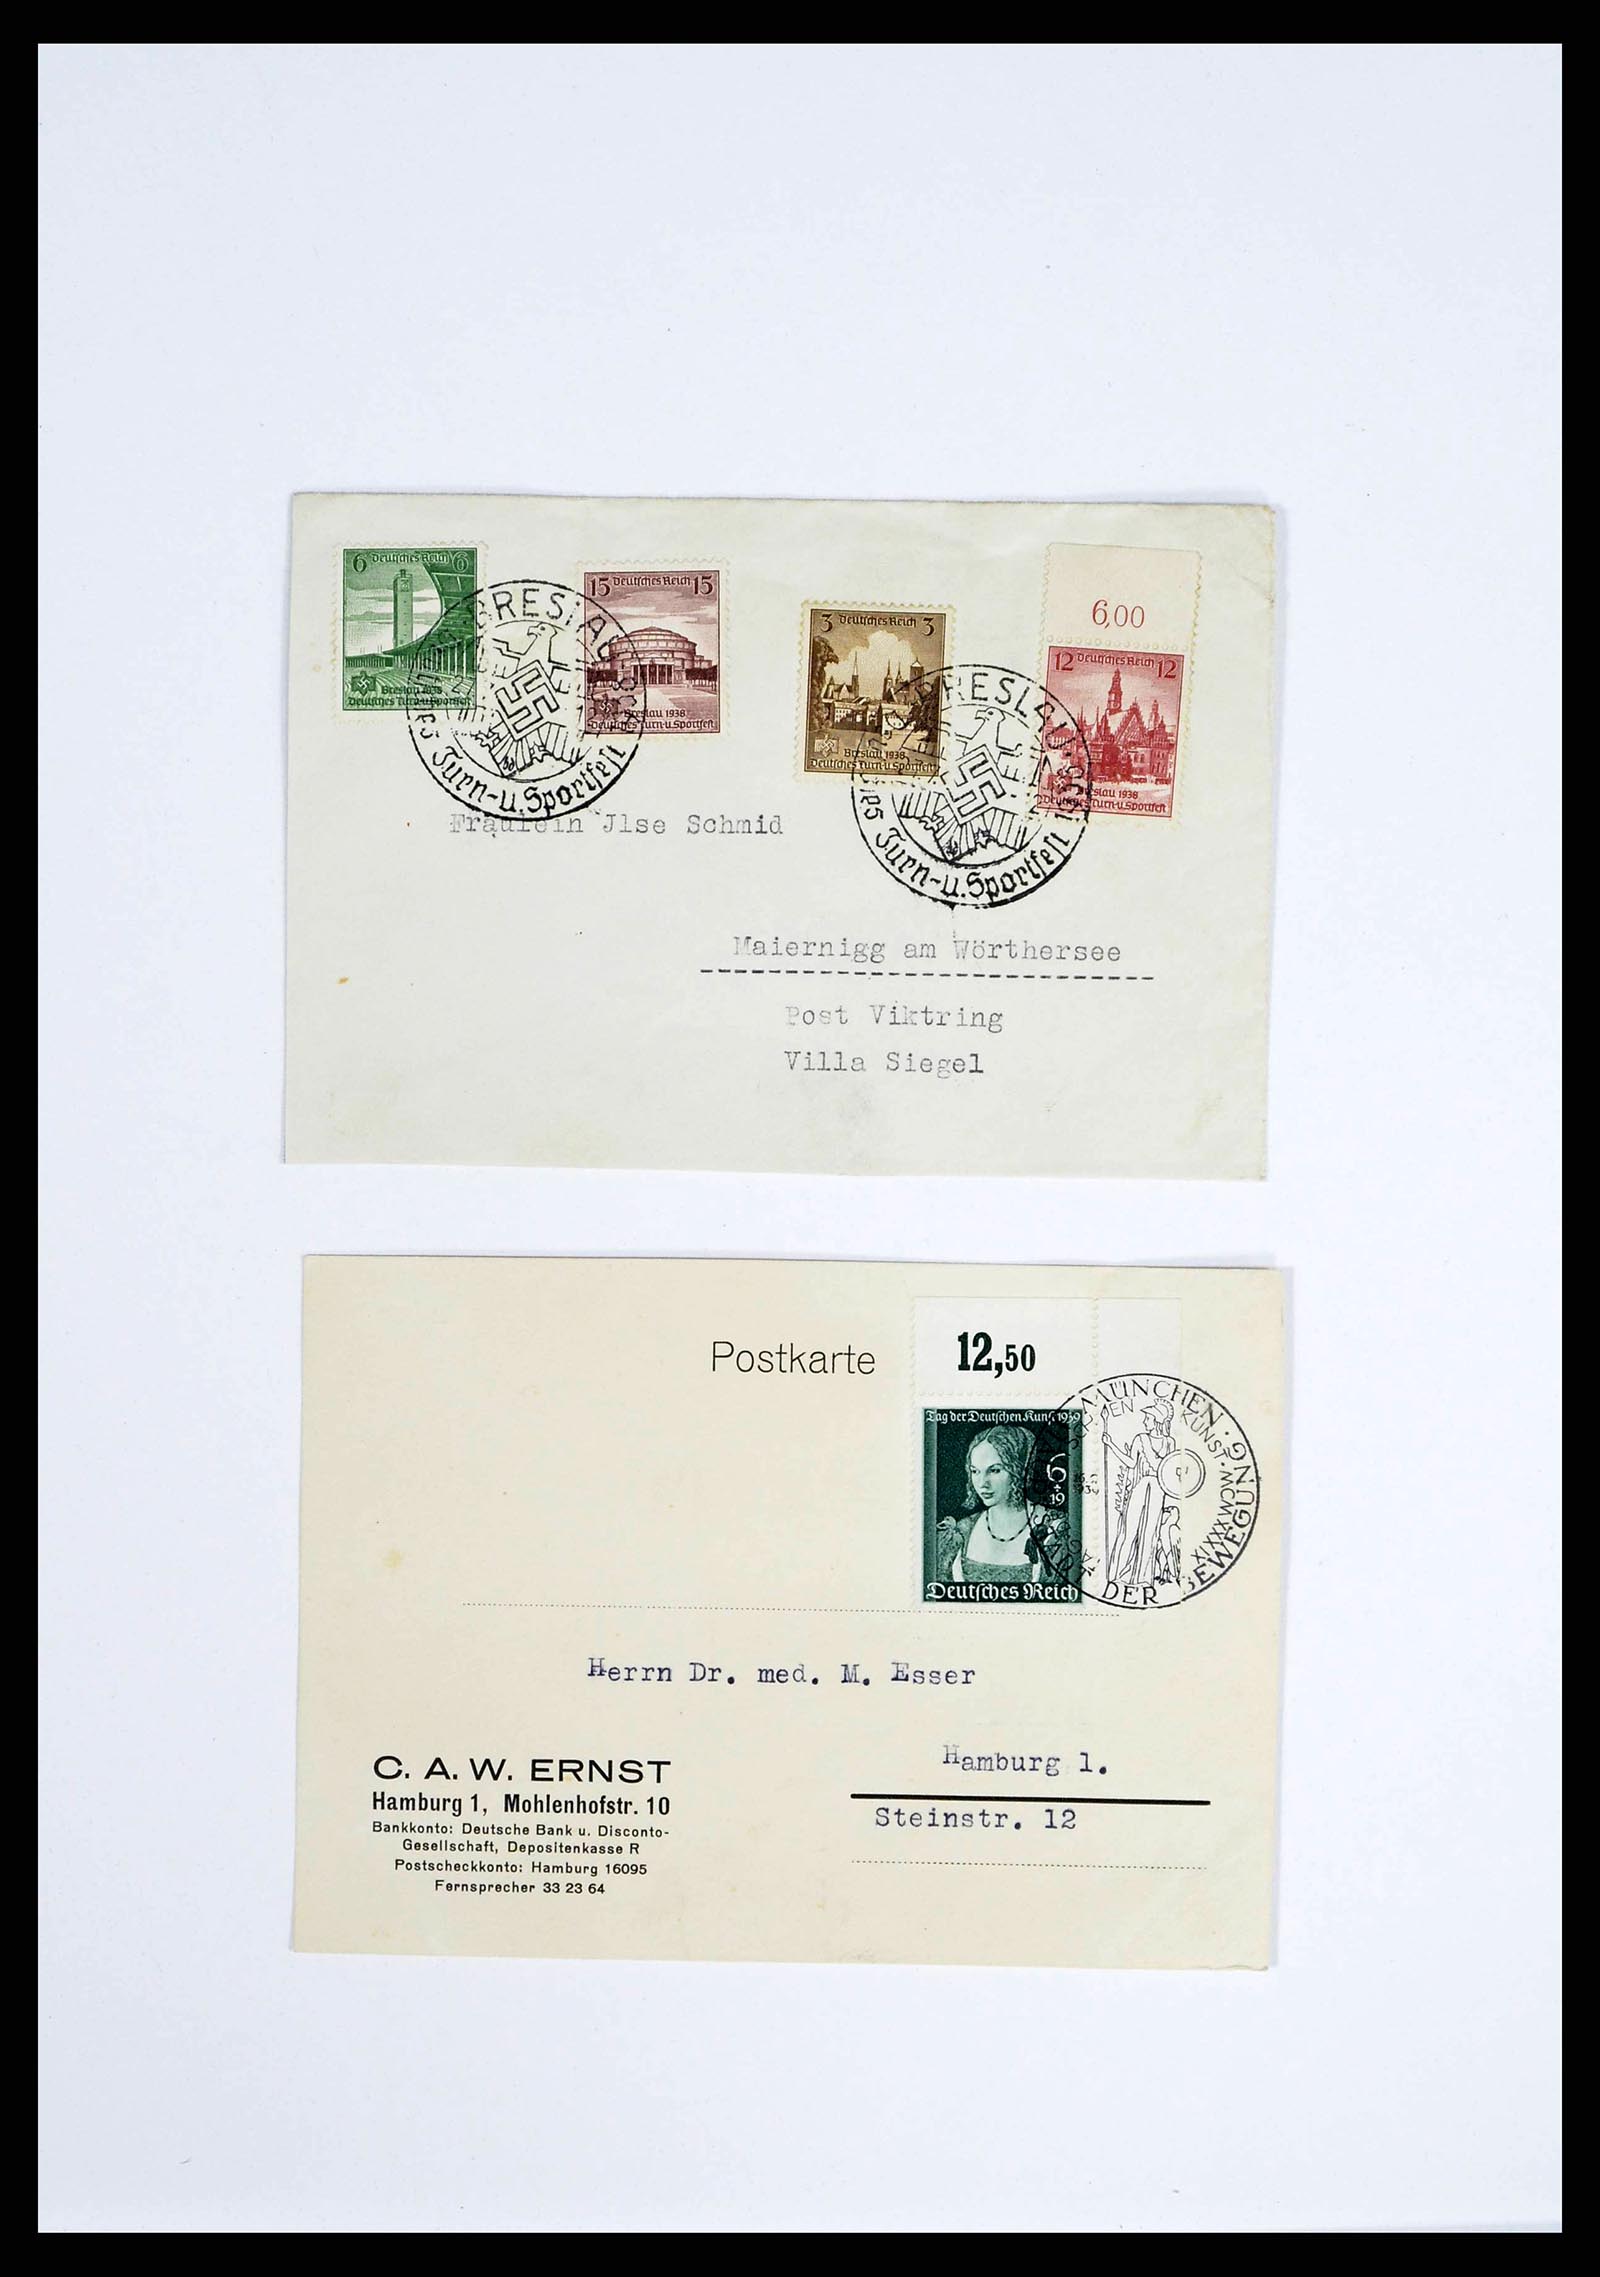 6 Deutsches Reich 6
Breslau 1938
Deutsches Turn-u. Sportfest
15 Deutsches Reich 15
Breslau 1938
Deutsches Turn-u. Sportfest
3 Deutsches Reich 3
Breslau 1938
Deutsches Turn-u. Sportfest
6,00
12 Deutsches Reich 12
Breslau 1938
Deutsches Turn-u. Sportfest
BRESLAU
Turn-u. Sportfest
BRESLAU
Turn-u. Sportfest
Fräulein Jlse Schmid
Maiernigg am Wörthersee
Post Viktring
Villa Siegel
Postkarte
12,50
Tag der Deutschen Kunst 1939
6
+
19
Deutsches Reich
MÜNCHEN
DER BEWEGUNG
KUNST
Herrn Dr. med. M. Esser
Hamburg 1.
Steinstr. 12
C. A. W. ERNST
Hamburg 1, Mohlenhofstr. 10
Bankkonto: Deutsche Bank u. Disconto-
Gesellschaft, Depositenkasse R
Postscheckkonto: Hamburg 16095
Fernsprecher 33 23 64